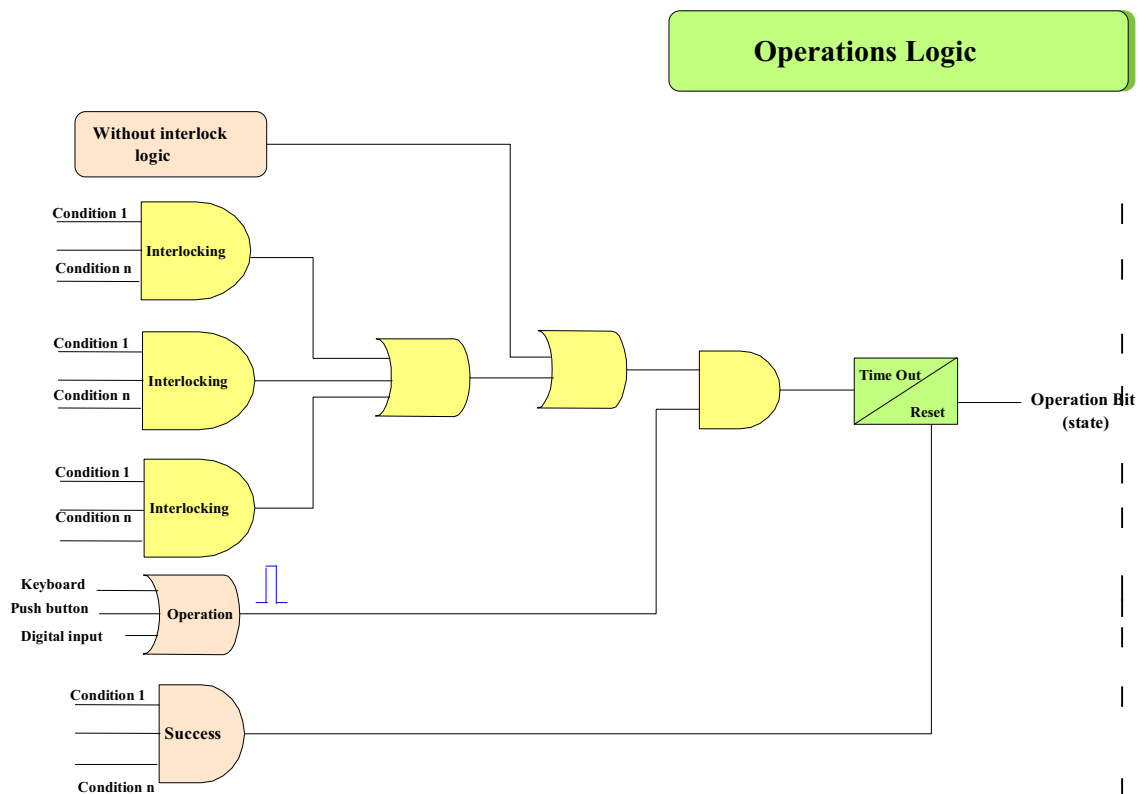 Operations Logic
Without interlock
logic
Condition 1
Interlocking
Condition n
Condition 1
Interlocking
Condition n
Condition 1
Interlocking
Condition n
Time Out
Reset
Operation Bit
(state)
Keyboard
Push button
Operation
Digital input
Condition 1
Success
Condition n